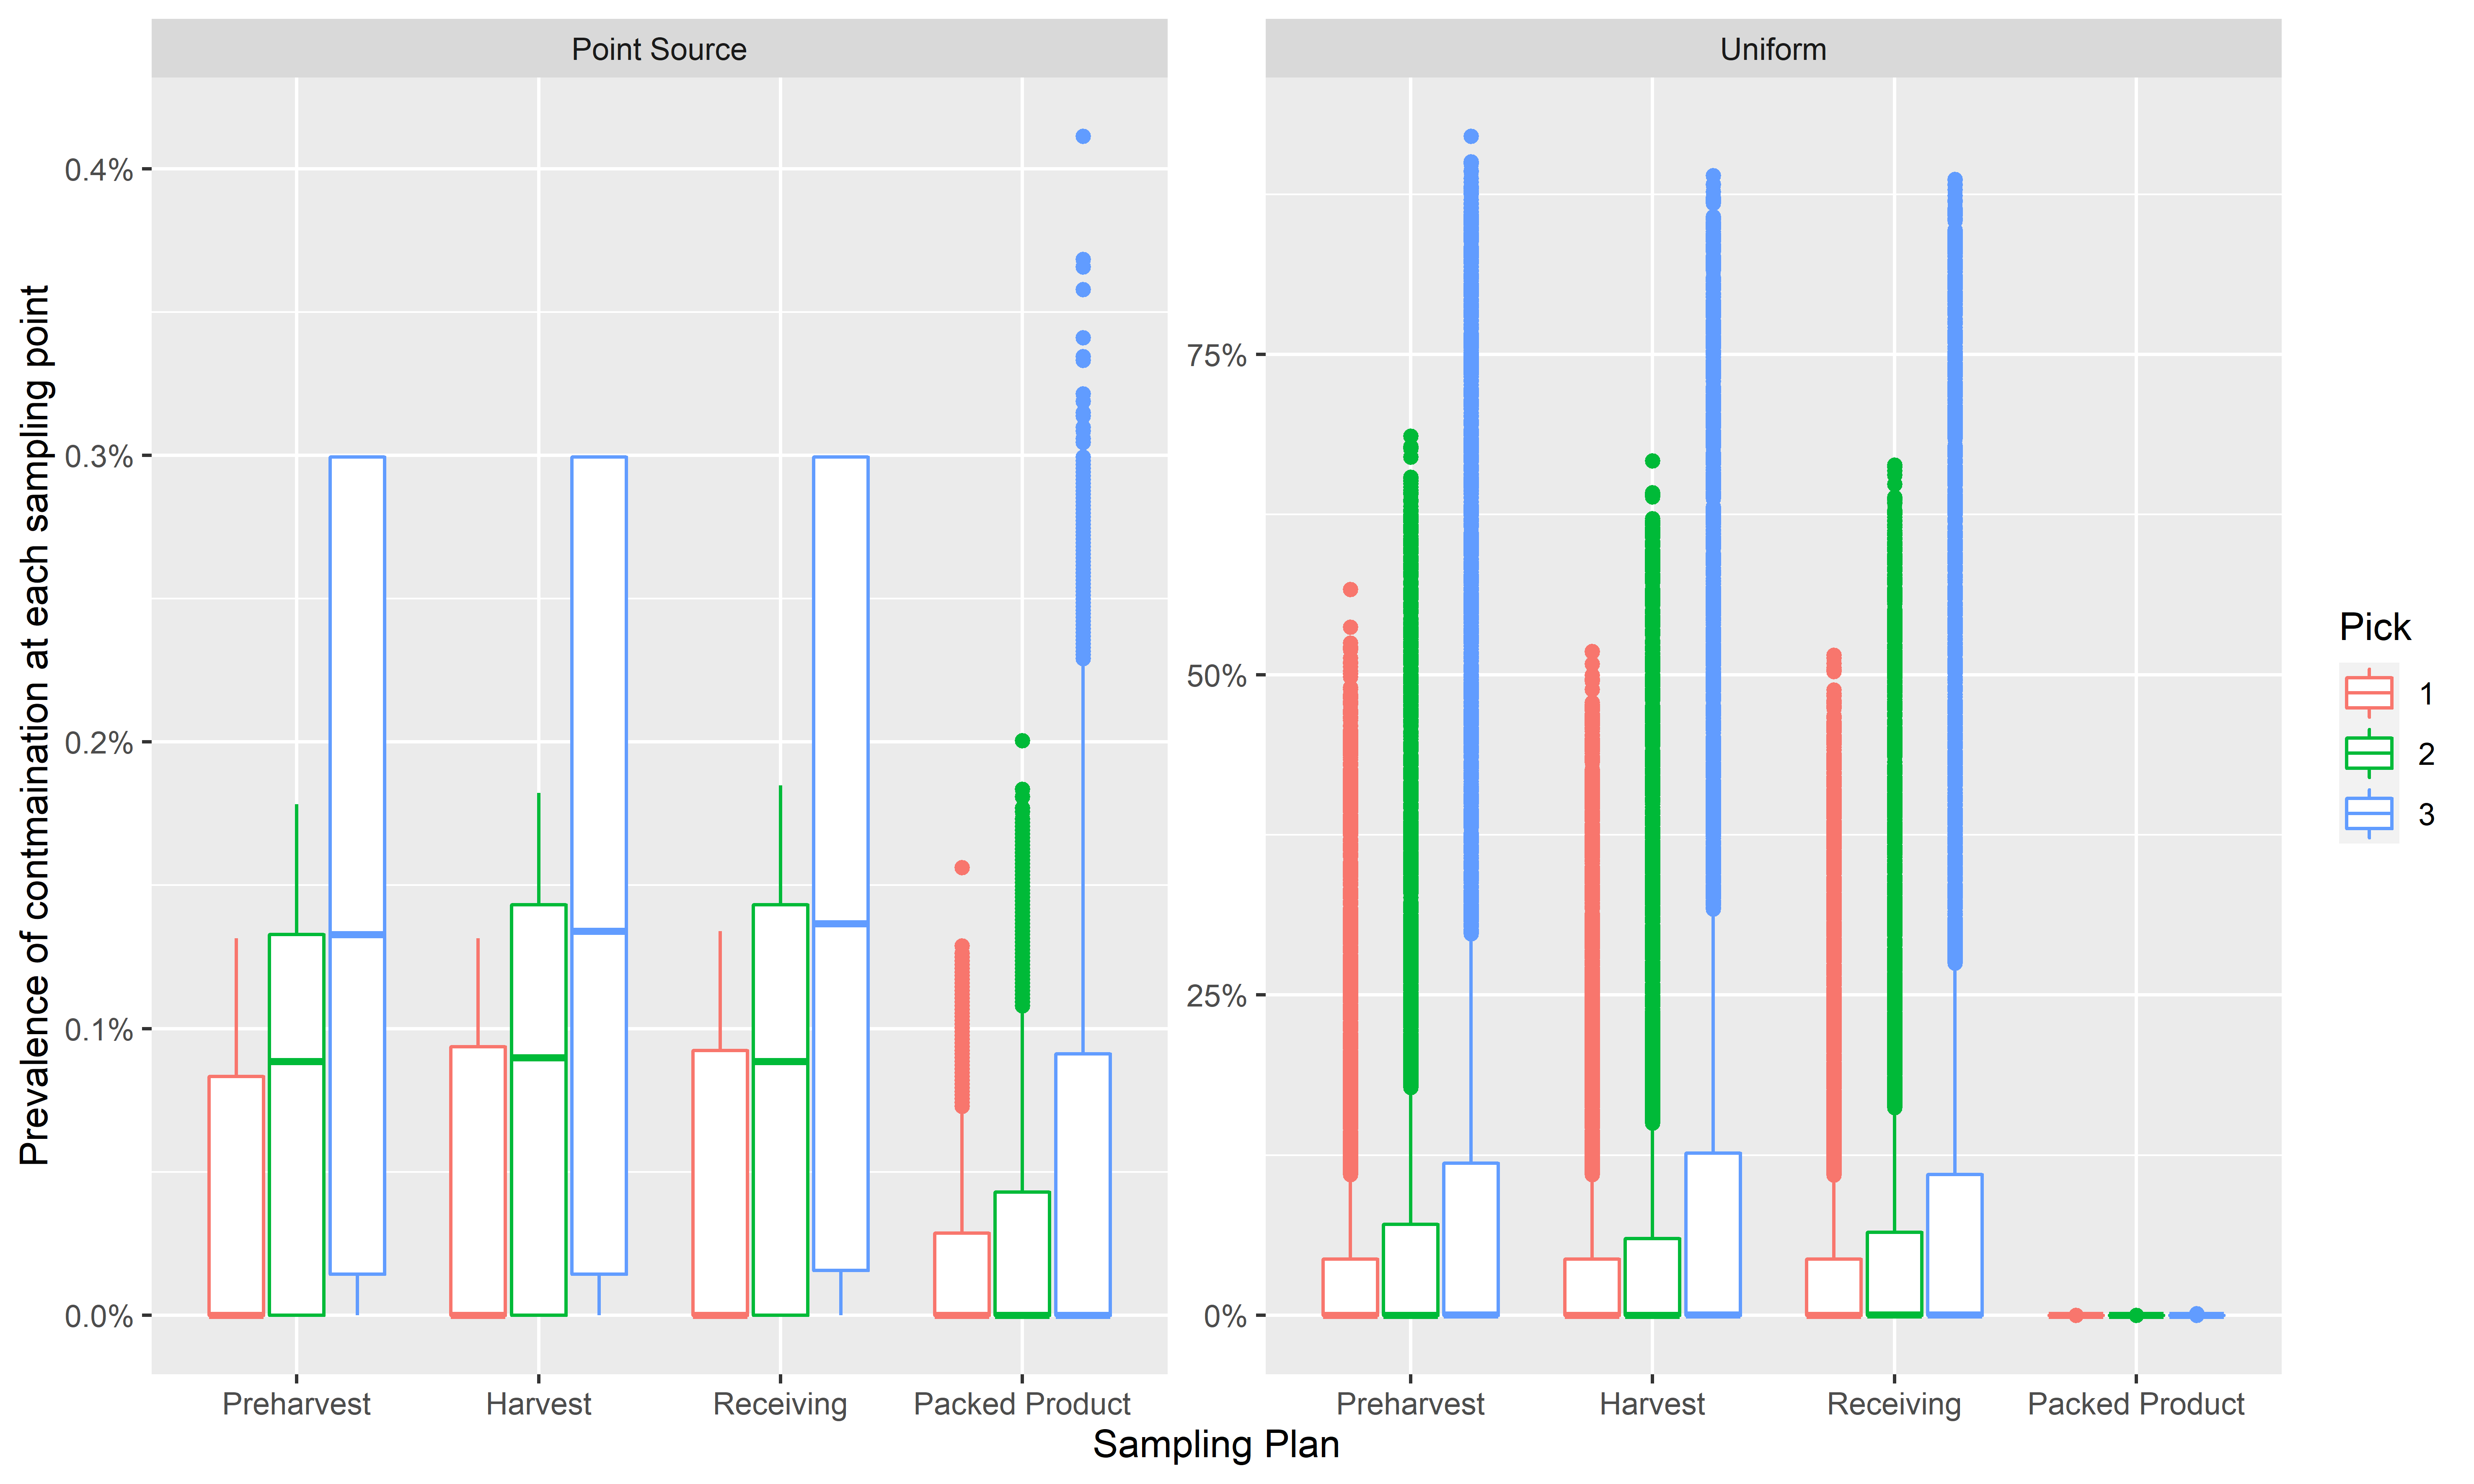 Point Source
Uniform
Prevalence of contmaination at each sampling point
0.4%
0.3%
0.2%
0.1%
0.0%
75%
50%
25%
0%
Preharvest
Harvest
Receiving
Packed Product
Preharvest
Harvest
Receiving
Packed Product
Sampling Plan
Pick
1
2
3